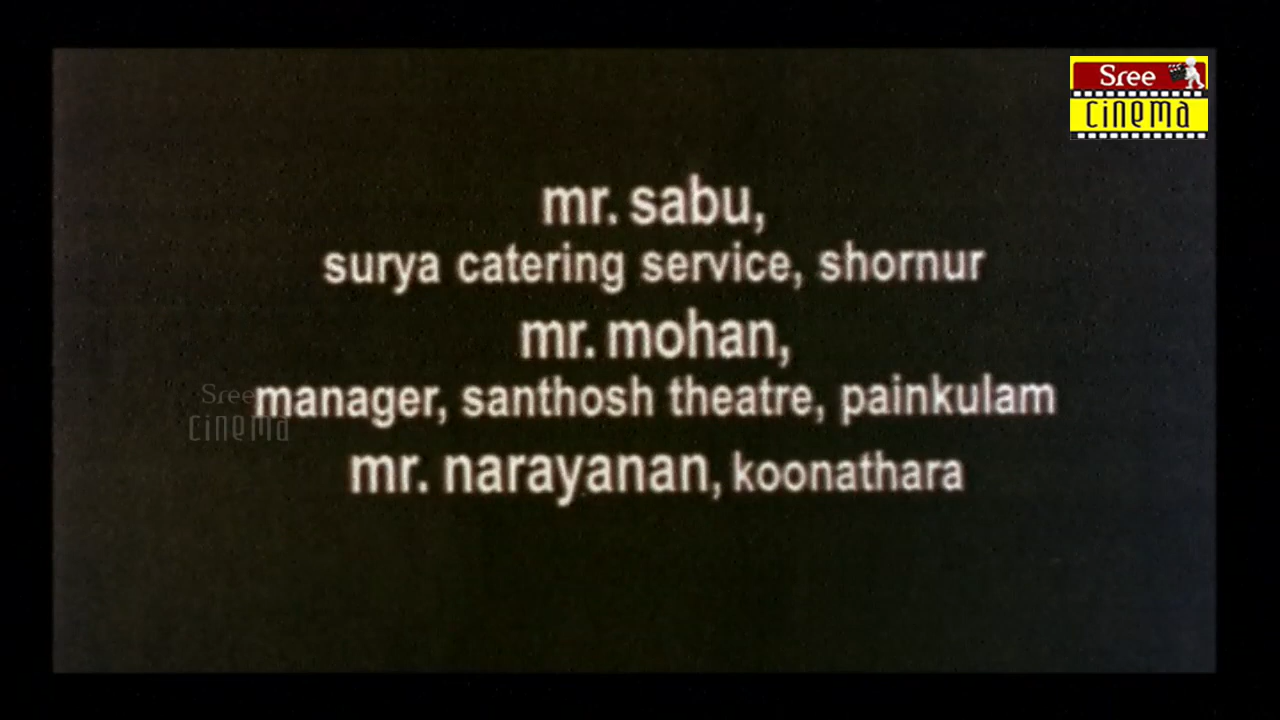 Sree
cinema
mr. sabu,
surya catering service, shornur
mr. mohan,
manager, santhosh theatre, painkulam
mr. narayanan, koonathara
Sree
cinema